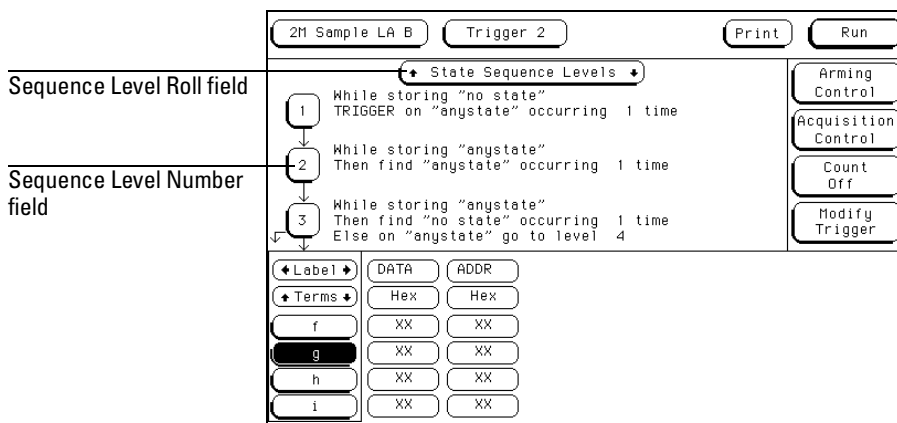 2M Sample LA B
Trigger 2
Print
Run
Sequence Level Roll field
State Sequence Levels
Arming
Control
While storing "no state"
1
TRIGGER on "anystate" occurring 1 time
Acquisition
Control
While storing "anystate"
2
Then find "anystate" occurring 1 time
Sequence Level Number
field
Count
Off
While storing "anystate"
3
Then find "no state" occurring 1 time
Else on "anystate" go to level 4
Modify
Trigger
Label
DATA
ADDR
Terms
Hex
Hex
f
XX
XX
g
XX
XX
h
XX
XX
i
XX
XX